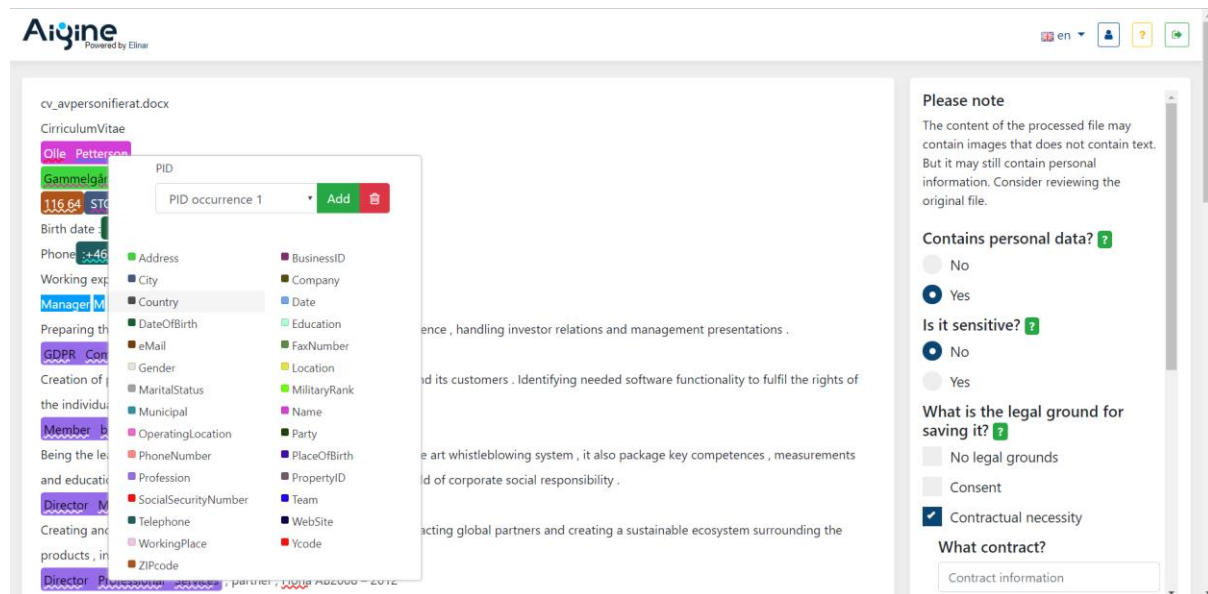 Aigine
Powered by Elinar
en
?
cv_avpersonifierat.docx
CirriculumVitae
Olle Petterson
Gammelgår
116 64 STO
Birth date :
Phone :+46
Working exp
Manager M
Preparing th
ence , handling investor relations and management presentations .
GDPR Con
Creation of
nd its customers . Identifying needed software functionality to fulfil the rights of
the individu
Member b
Being the le
e art whistleblowing system , it also package key competences , measurements
and educati
ld of corporate social responsibility .
Director M
Creating and
acting global partners and creating a sustainable ecosystem surrounding the
products , in
Director Professional Services , partner , Fiona AB2008 – 2012
PID
PID occurrence 1
Add
Address
BusinessID
City
Company
Country
Date
DateOfBirth
Education
eMail
FaxNumber
Gender
Location
MaritalStatus
MilitaryRank
Municipal
Name
OperatingLocation
Party
PhoneNumber
PlaceOfBirth
Profession
PropertyID
SocialSecurityNumber
Team
Telephone
WebSite
WorkingPlace
Ycode
ZIPcode
Please note
The content of the processed file may
contain images that does not contain text.
But it may still contain personal
information. Consider reviewing the
original file.
Contains personal data? ?
No
Yes
Is it sensitive? ?
No
Yes
What is the legal ground for
saving it? ?
No legal grounds
Consent
Contractual necessity
What contract?
Contract information